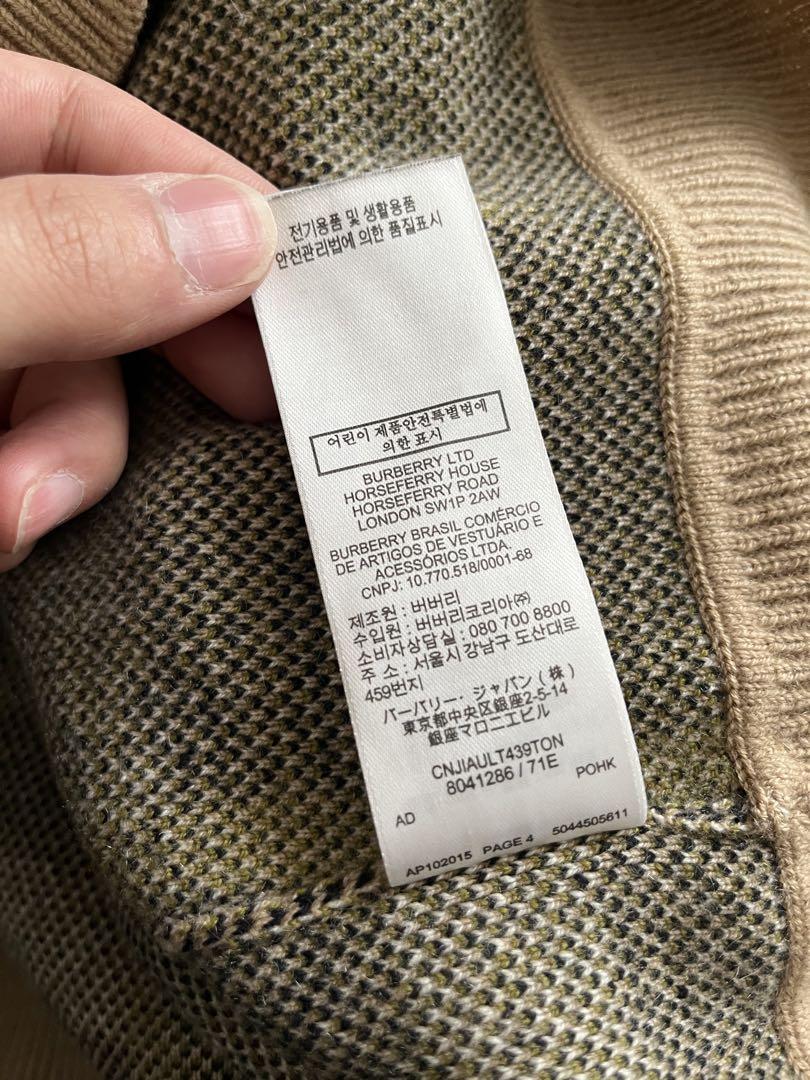 전기용품 및 생활용품
안전관리법에 의한 품질표시
어린이 제품안전특별법에
의한 표시
BURBERRY LTD
HORSEFERRY HOUSE
HORSEFERRY ROAD
LONDON SW1P 2AW
BURBERRY BRASIL COMÉRCIO
DE ARTIGOS DE VESTUÁRIO E
ACESSÓRIOS LTDA.
CNPJ: 10.770.518/0001-68
제조원 : 버버리
수입원 : 버버리코리아㈜
소비자상담실 : 080 700 8800
주 소 : 서울시 강남구 도산대로
459번지
バーバリー・ジャパン（株）
東京都中央区銀座2-5-14
銀座マロニエビル
CNJIAULT439TON
8041286 / 71E
POHK
AD
AP102015 PAGE 4 5044505611